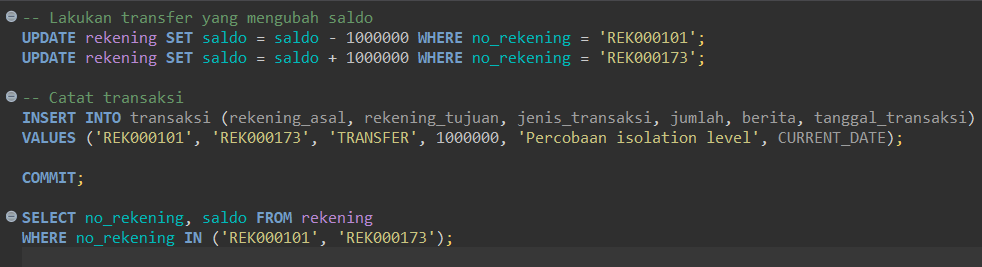 -- Lakukan transfer yang mengubah saldo
UPDATE rekening SET saldo = saldo - 1000000 WHERE no_rekening = 'REK000101';
UPDATE rekening SET saldo = saldo + 1000000 WHERE no_rekening = 'REK000173';
-- Catat transaksi
INSERT INTO transaksi (rekening_asal, rekening_tujuan, jenis_transaksi, jumlah, berita, tanggal_transaksi)
VALUES ('REK000101', 'REK000173', 'TRANSFER', 1000000, 'Percobaan isolation level', CURRENT_DATE);
COMMIT;
SELECT no_rekening, saldo FROM rekening
WHERE no_rekening IN ('REK000101', 'REK000173');